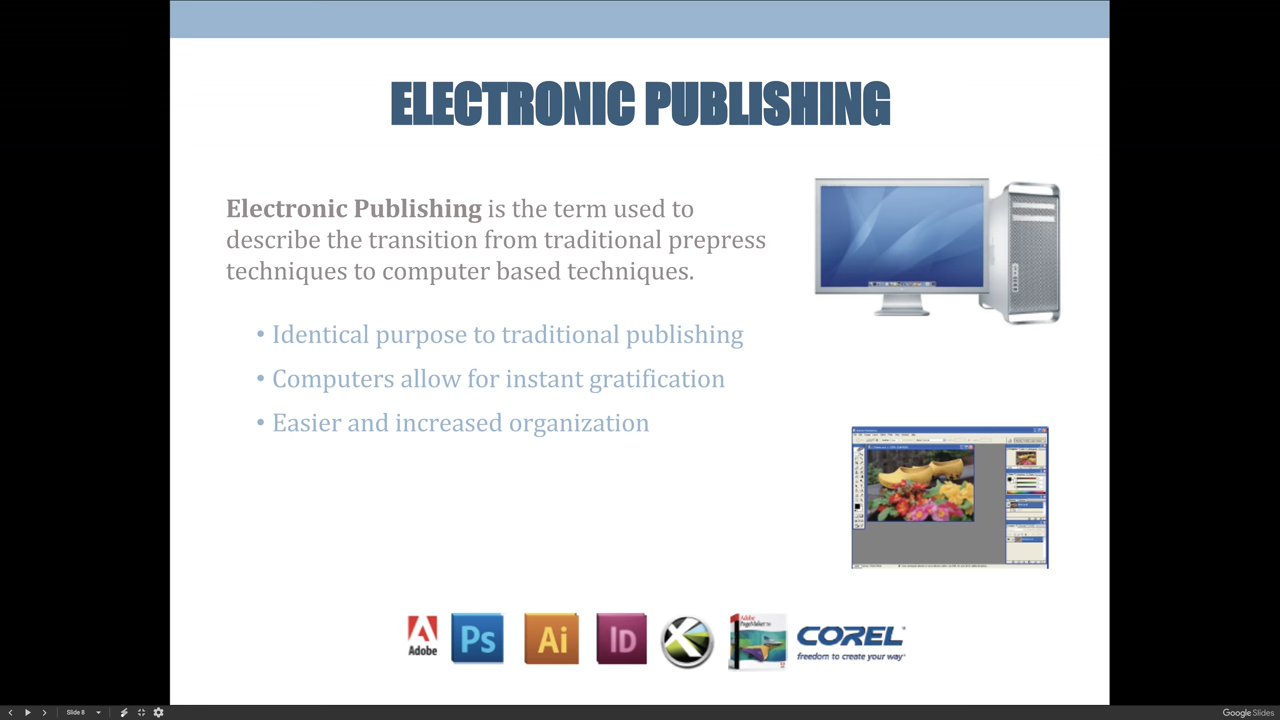 ELECTRONIC PUBLISHING
Electronic Publishing is the term used to
describe the transition from traditional prepress
techniques to computer based techniques.
• Identical purpose to traditional publishing
• Computers allow for instant gratification
• Easier and increased organization
Adobe
Ps
Ai
ID
Adobe
PageMaker
COREL
freedom to create your way
Slide 8
Google Slides